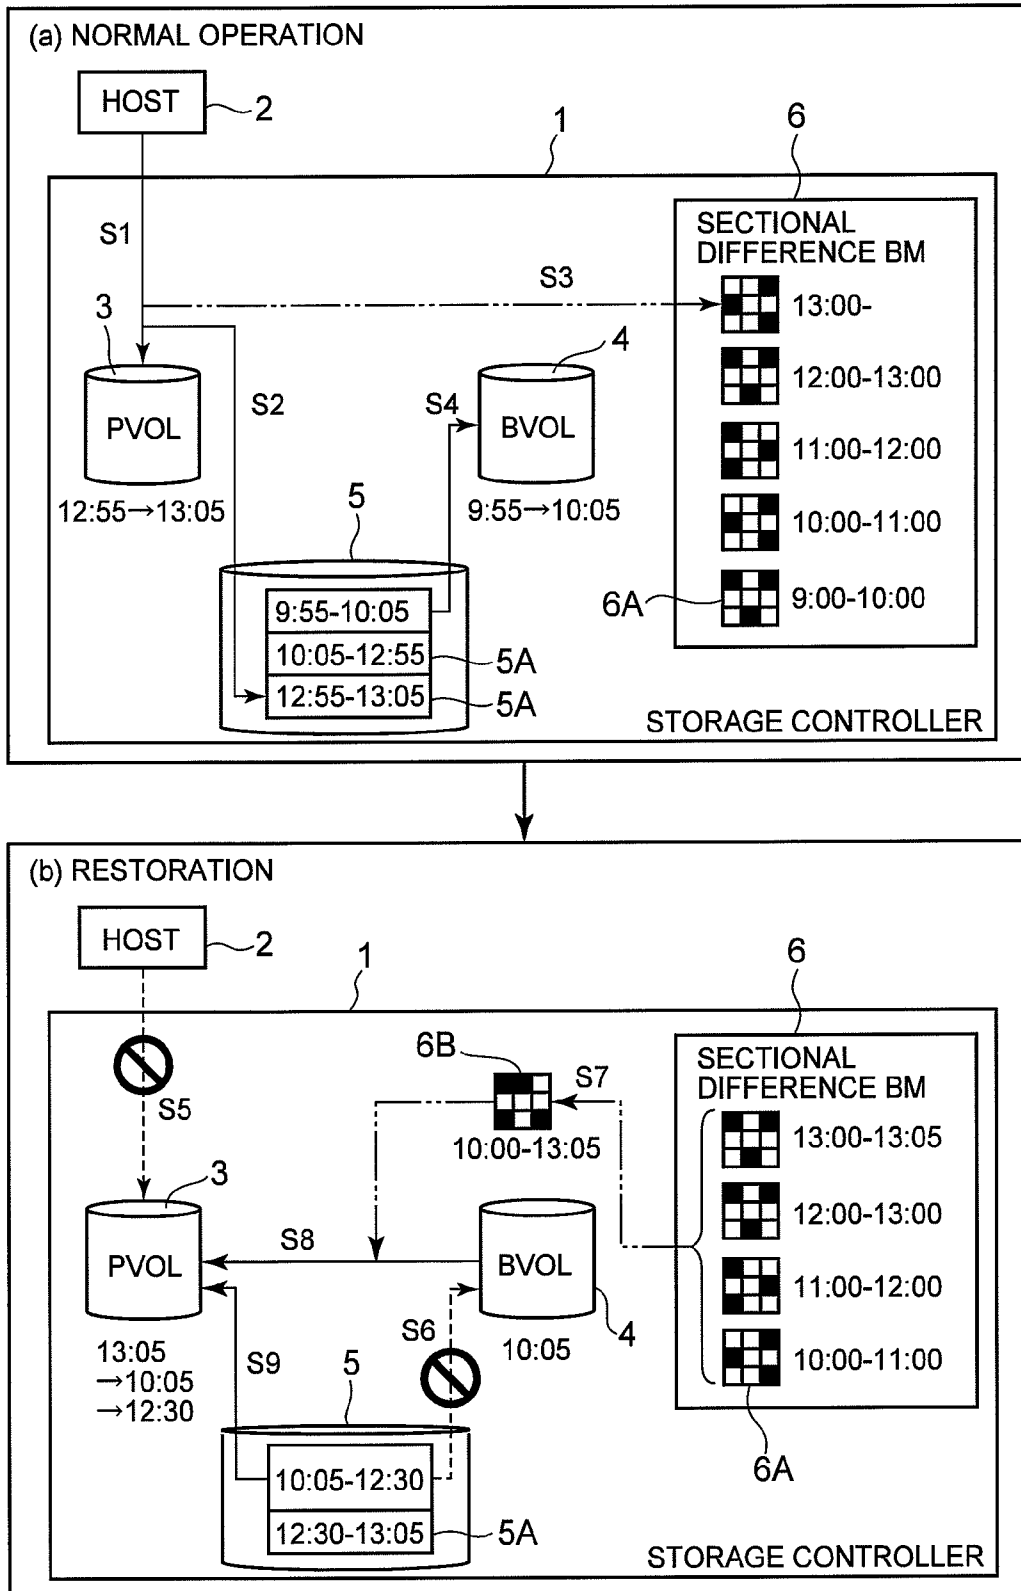 (a) NORMAL OPERATION
HOST
2
1
6
S1
SECTIONAL
DIFFERENCE BM
S3
13:00-
3
4
12:00-13:00
S2
S4
PVOL
BVOL
11:00-12:00
12:55→13:05
5
9:55→10:05
10:00-11:00
6A
9:00-10:00
9:55-10:05
10:05-12:55
5A
12:55-13:05
5A
STORAGE CONTROLLER
(b) RESTORATION
HOST
2
1
6
6B
S7
SECTIONAL
DIFFERENCE BM
S5
10:00-13:05
13:00-13:05
3
12:00-13:00
S8
PVOL
BVOL
11:00-12:00
S6
4
13:05
→10:05
→12:30
S9
5
10:05
10:00-11:00
6A
10:05-12:30
12:30-13:05
5A
STORAGE CONTROLLER